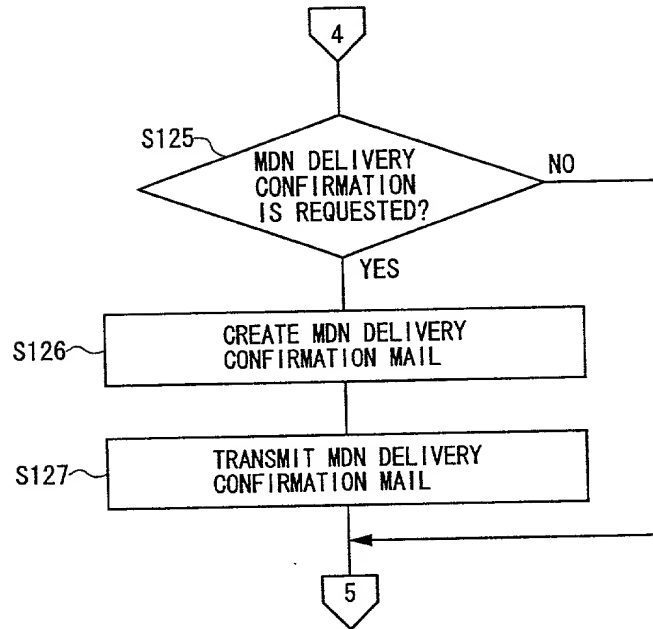 4
S125
MDN DELIVERY
CONFIRMATION
IS REQUESTED?
NO
YES
S126
CREATE MDN DELIVERY
CONFIRMATION MAIL
S127
TRANSMIT MDN DELIVERY
CONFIRMATION MAIL
5